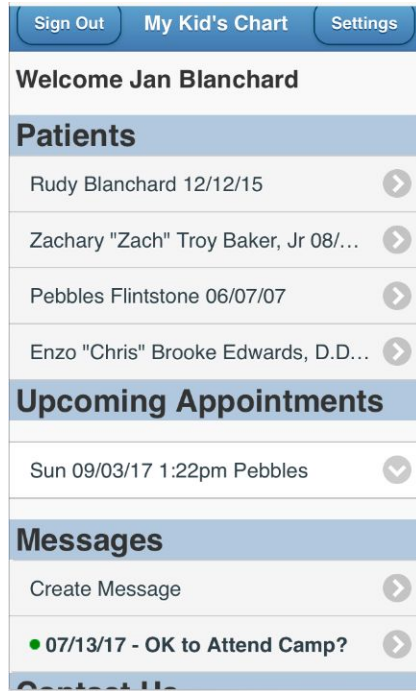 Sign Out My Kid's Chart Settings
Welcome Jan Blanchard
Patients
Rudy Blanchard 12/12/15
Zachary "Zach" Troy Baker, Jr 08/...
Pebbles Flintstone 06/07/07
Enzo "Chris" Brooke Edwards, D.D...
Upcoming Appointments
Sun 09/03/17 1:22pm Pebbles
Messages
Create Message
07/13/17 - OK to Attend Camp?
Contact Us